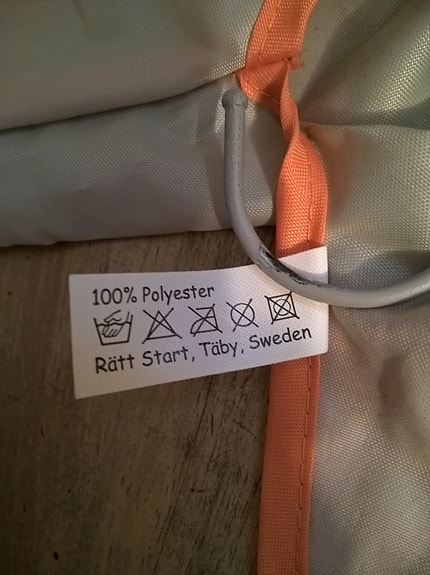 100% Polyester
Rätt Start, Täby, Sweden